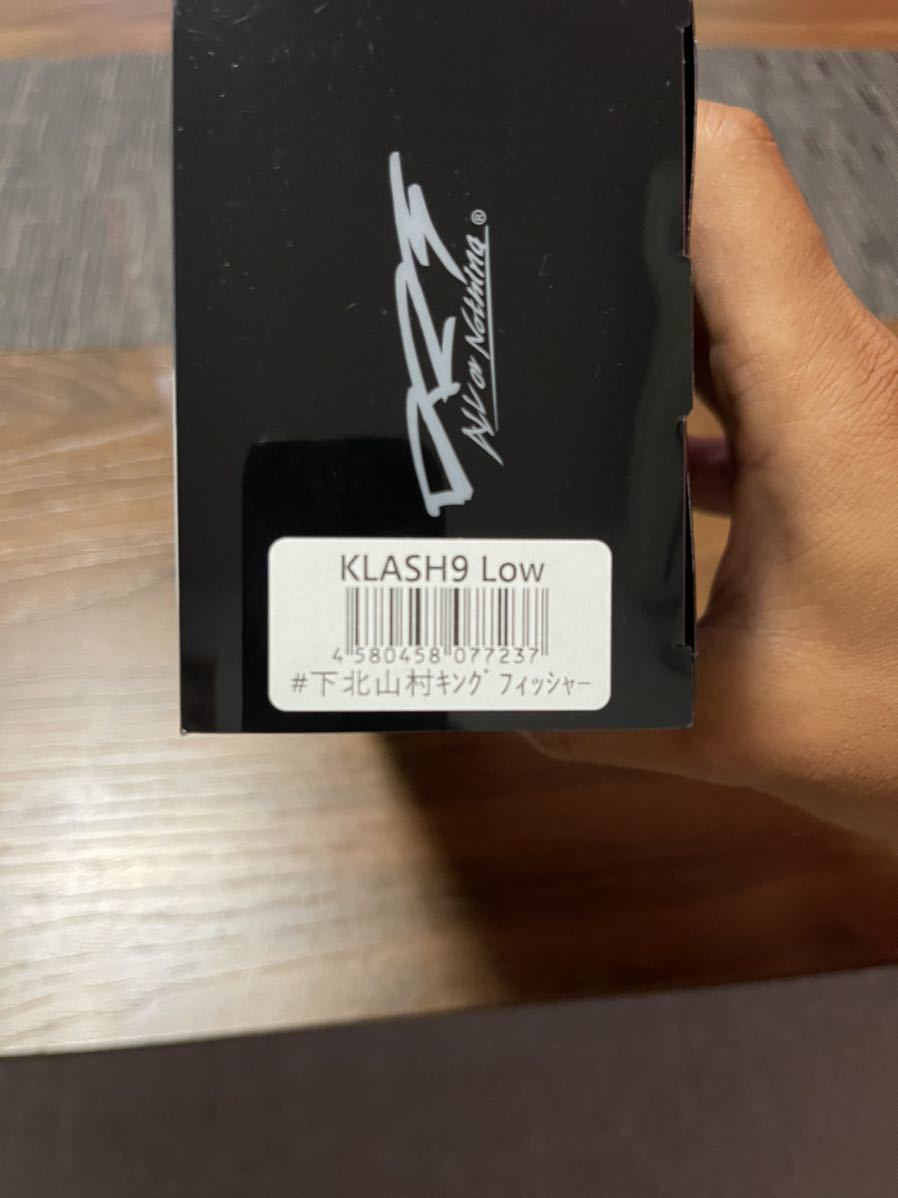 All or Nothing®
KLASH9 Low
4 580458 077237
#下北山村ｷﾝｸﾞﾌｨｯｼｬｰ